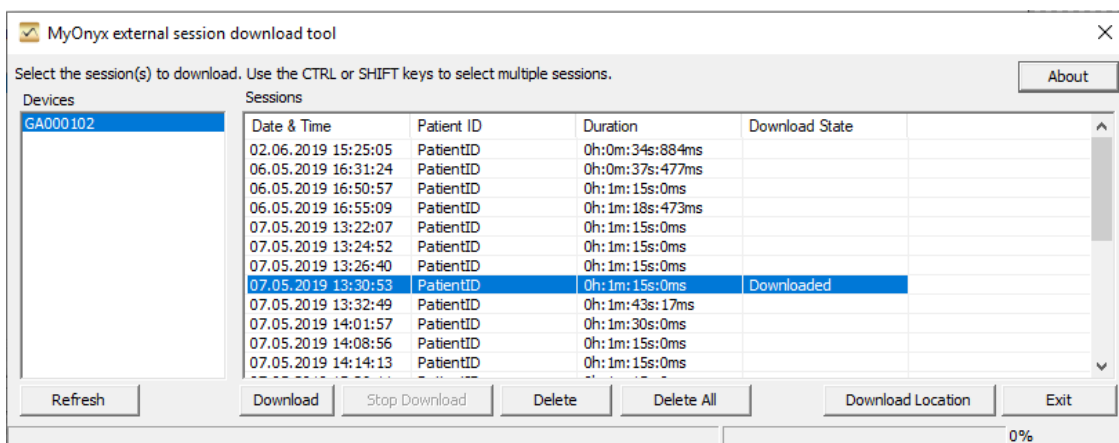 MyOnyx external session download tool
Select the session(s) to download. Use the CTRL or SHIFT keys to select multiple sessions.
About
Devices
Sessions
GA000102
Date & Time Patient ID Duration Download State
02.06.2019 15:25:05 PatientID 0h:0m:34s:884ms
06.05.2019 16:31:24 PatientID 0h:0m:37s:477ms
06.05.2019 16:50:57 PatientID 0h:1m:15s:0ms
06.05.2019 16:55:09 PatientID 0h:1m:18s:473ms
07.05.2019 13:22:07 PatientID 0h:1m:15s:0ms
07.05.2019 13:24:52 PatientID 0h:1m:15s:0ms
07.05.2019 13:26:40 PatientID 0h:1m:15s:0ms
07.05.2019 13:30:53 PatientID 0h:1m:15s:0ms Downloaded
07.05.2019 13:32:49 PatientID 0h:1m:43s:17ms
07.05.2019 14:01:57 PatientID 0h:1m:30s:0ms
07.05.2019 14:08:56 PatientID 0h:1m:15s:0ms
07.05.2019 14:14:13 PatientID 0h:1m:15s:0ms
Refresh Download Stop Download Delete Delete All Download Location Exit
0%